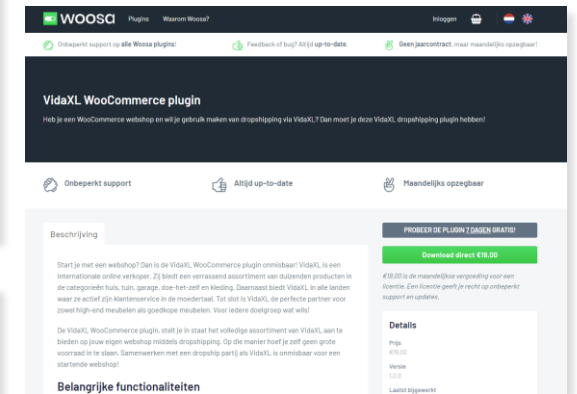 WOOSA Plugins Waarom Woosa? Inloggen
Onbeperkt support op alle Woosa plugins! Feedback of bug? Altijd up-to-date. Geen jaarcontract, maar maandelijks opzegbaar!
VidaXL WooCommerce plugin
Heb je een WooCommerce webshop en wil je gebruik maken van dropshipping via VidaXL? Dan moet je deze VidaXL dropshipping plugin hebben!
Onbeperkt support Altijd up-to-date Maandelijks opzegbaar
Beschrijving
Start je met een webshop? Dan is de VidaXL WooCommerce plugin onmisbaar! VidaXL is een
internationale online verkoper. Zij biedt een verrassend assortiment van duizenden producten in
de categorieën huis, tuin, garage, doe-het-zelf en kleding. Daarnaast biedt VidaXL in alle landen
waar ze actief zijn klantenservice in de moedertaal. Tot slot is VidaXL de perfecte partner voor
zowel high-end meubelen als goedkope meubelen. Voor iedere doelgroep wat wils!
De VidaXL WooCommerce plugin, stelt je in staat het volledige assortiment van VidaXL aan te
bieden op jouw eigen webshop middels dropshipping. Op die manier hoef je zelf geen grote
voorraad in te slaan. Samenwerken met een dropship partij als VidaXL is onmisbaar voor een
startende webshop!
Belangrijke functionaliteiten
PROBEER DE PLUGIN 7 DAGEN GRATIS!
Download direct €19,00
€19,00 is de maandelijkse vergoeding voor een
licentie. Een licentie geeft je recht op onbeperkt
support en updates.
Details
Prijs
€19,00
Versie
1.0.0
Laatst bijgewerkt